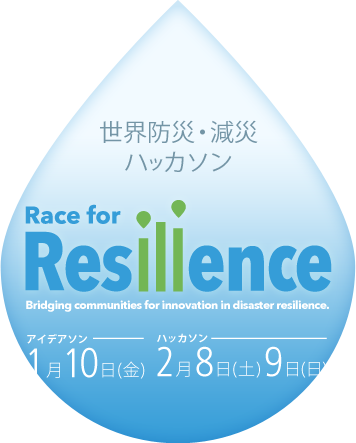 世界防災・減災
ハッカソン
Race for
Resilience
Bridging communities for innovation in disaster resilience.
アイデアソン ハッカソン
1月10日(金) 2月8日(土) 9日(日)